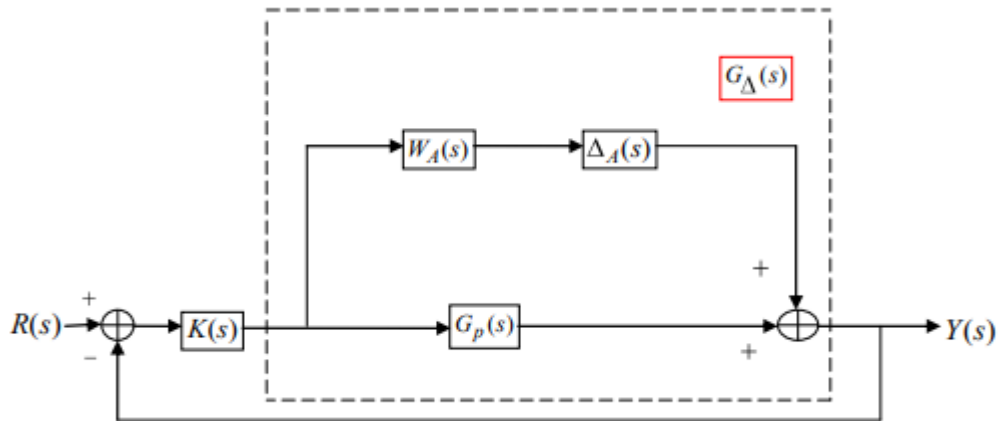 G_Δ(s)
W_A(s)
Δ_A(s)
+
+
R(s)
K(s)
G_p(s)
Y(s)
−
+